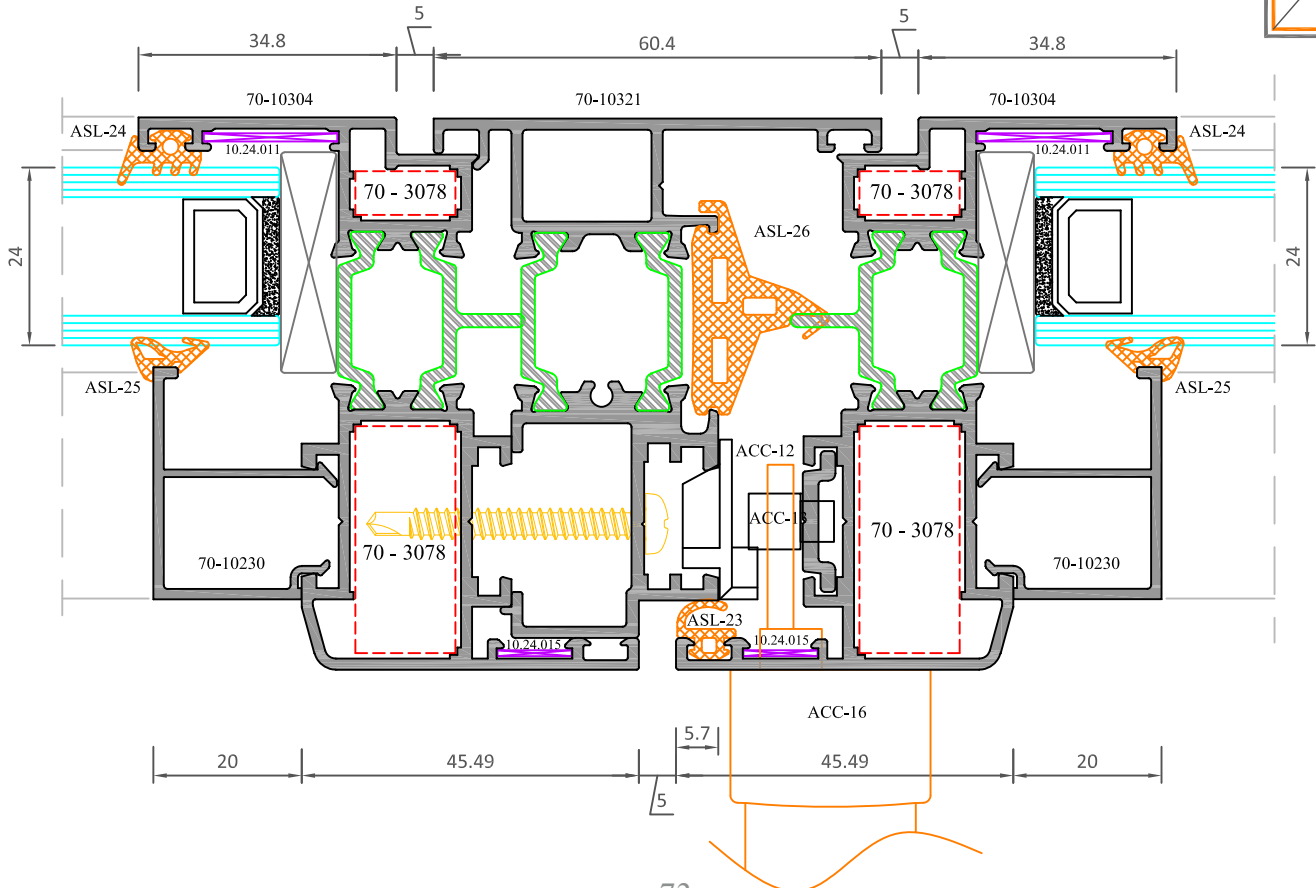 5 5
34.8 60.4 34.8
70-10304 70-10321 70-10304
ASL-24 ASL-24
10.24.011 10.24.011
70 - 3078 70 - 3078
ASL-26
24 24
ASL-25 ASL-25
ACC-12
ACC-13
70 - 3078 70 - 3078
70-10230 70-10230
ASL-23
10.24.015 10.24.015
ACC-16
5.7
20 45.49 45.49 20
5